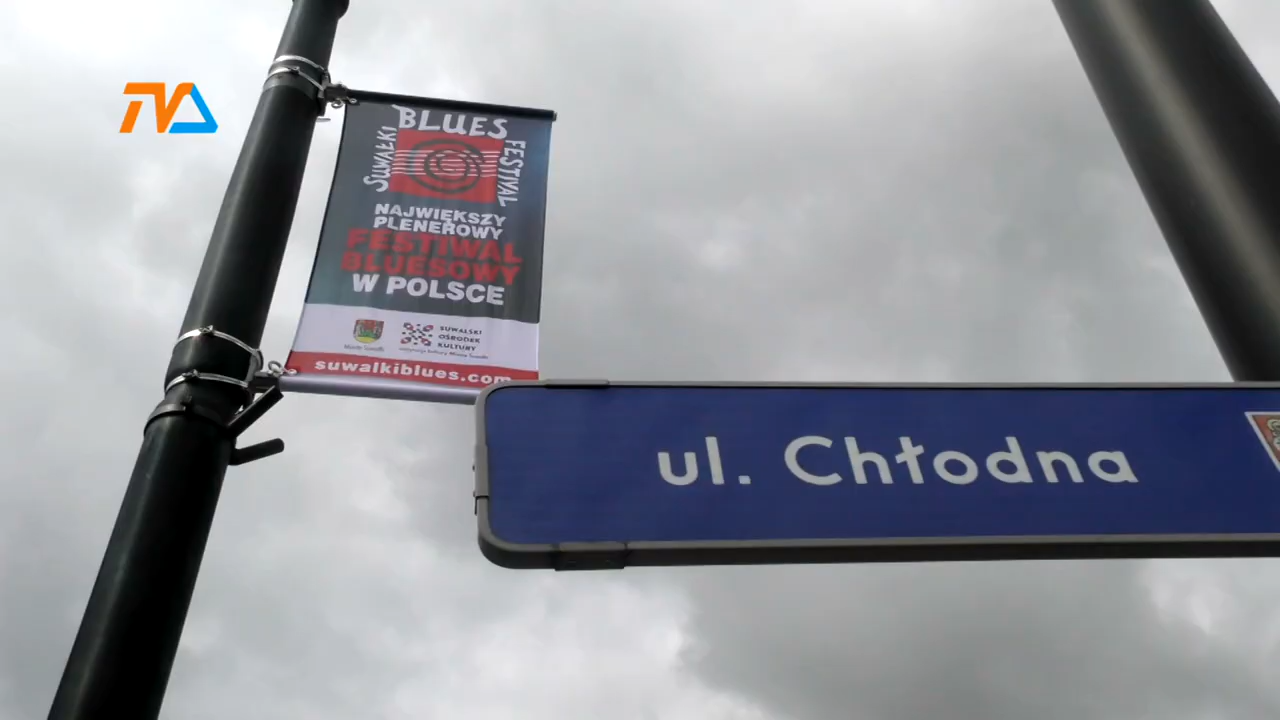 TVA
BLUES
SUWAŁKI
FESTIVAL
NAJWIĘKSZY
PLENEROWY
FESTIWAL
BLUESOWY
W POLSCE
SUWALSKI
OŚRODEK
KULTURY
suwalkiblues.com
ul. Chłodna